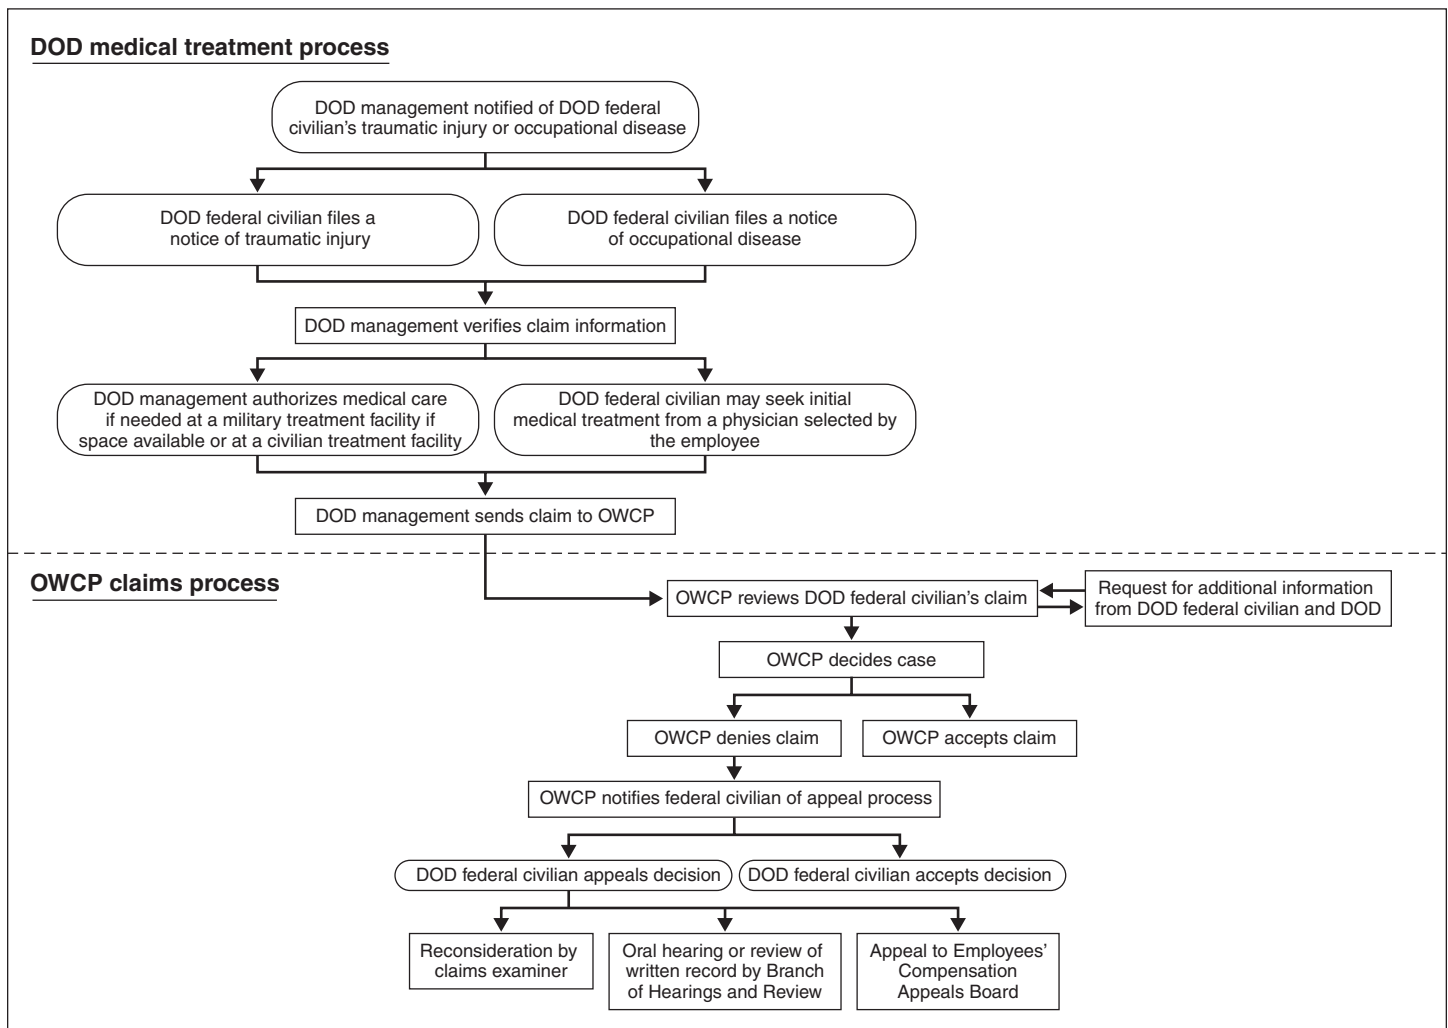 DOD medical treatment process
DOD management notified of DOD federal
civilian's traumatic injury or occupational disease
DOD federal civilian files a
notice of traumatic injury
DOD federal civilian files a notice
of occupational disease
DOD management verifies claim information
DOD management authorizes medical care
if needed at a military treatment facility if
space available or at a civilian treatment facility
DOD federal civilian may seek initial
medical treatment from a physician selected by
the employee
DOD management sends claim to OWCP
OWCP claims process
OWCP reviews DOD federal civilian's claim
Request for additional information
from DOD federal civilian and DOD
OWCP decides case
OWCP denies claim
OWCP accepts claim
OWCP notifies federal civilian of appeal process
DOD federal civilian appeals decision
DOD federal civilian accepts decision
Reconsideration by
claims examiner
Oral hearing or review of
written record by Branch
of Hearings and Review
Appeal to Employees'
Compensation
Appeals Board